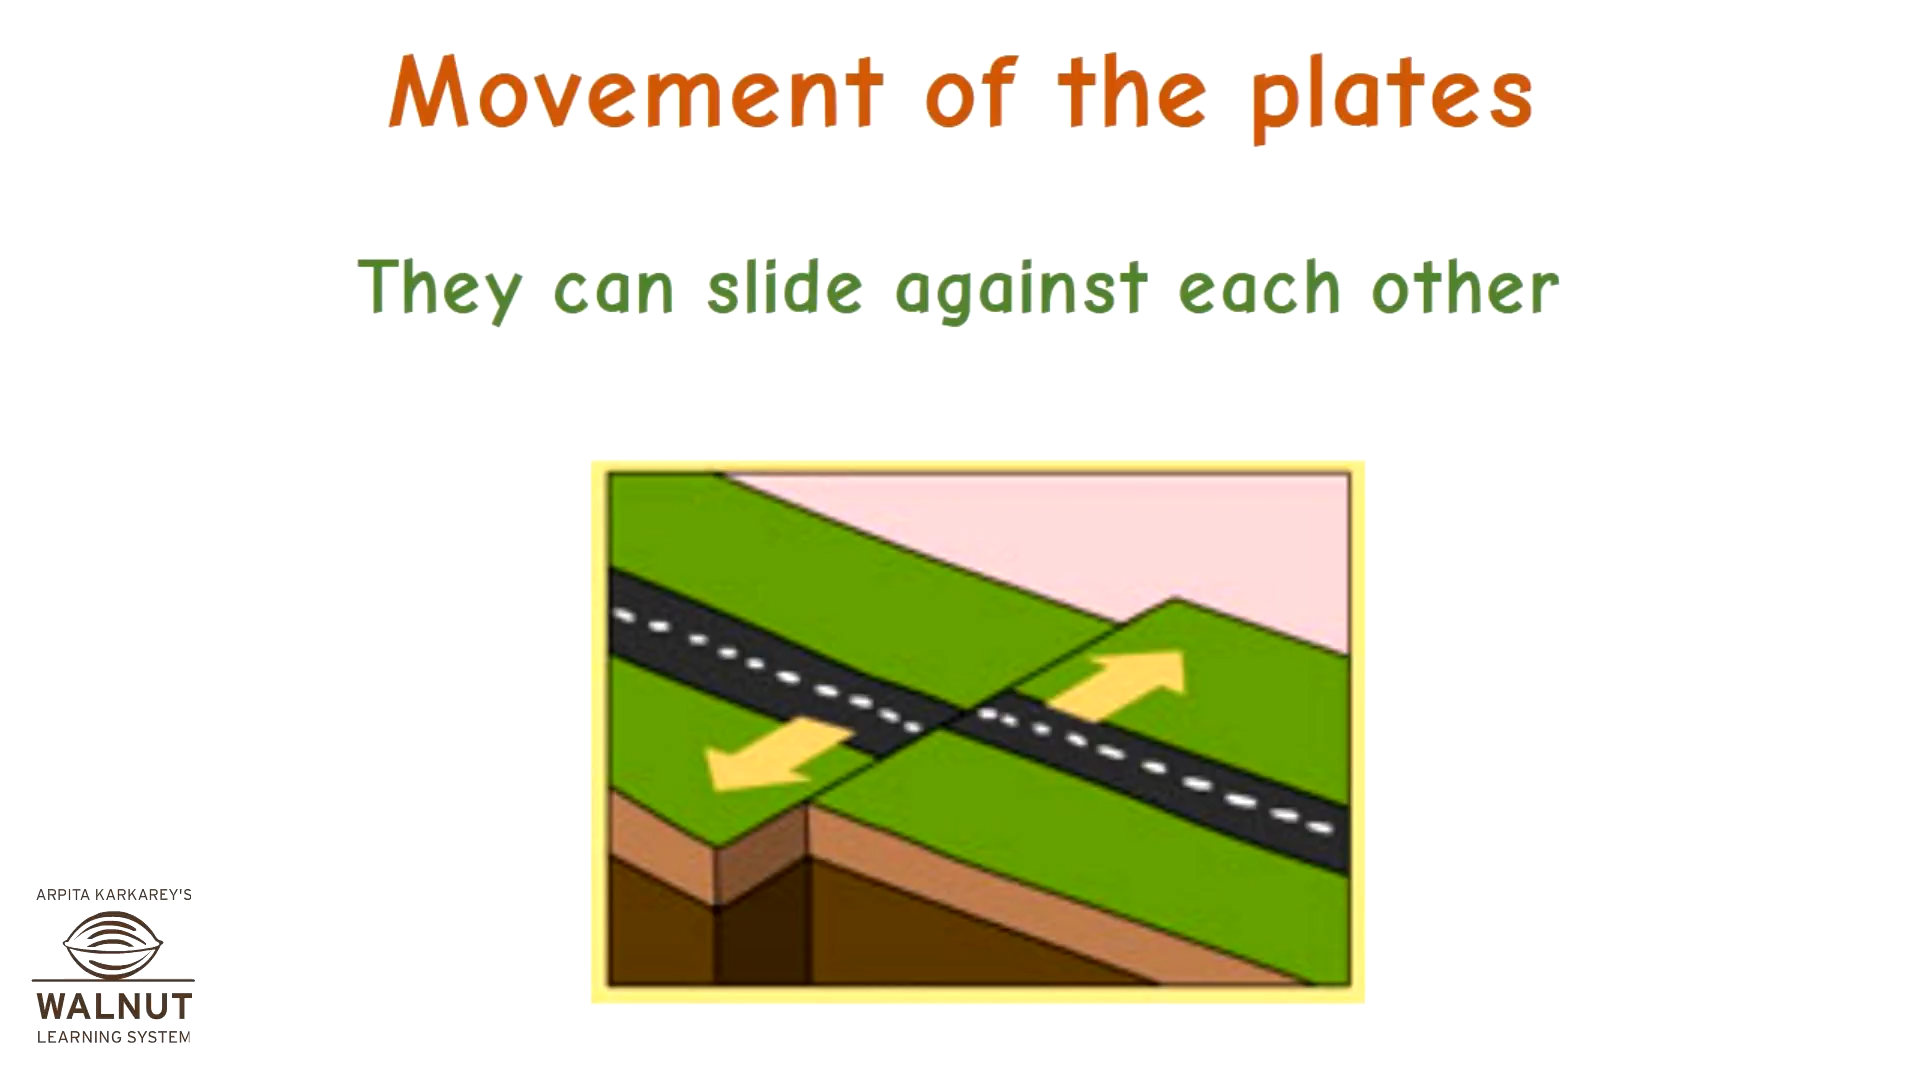 Movement of the plates
They can slide against each other
ARPITA KARKAREY'S
WALNUT
LEARNING SYSTEM